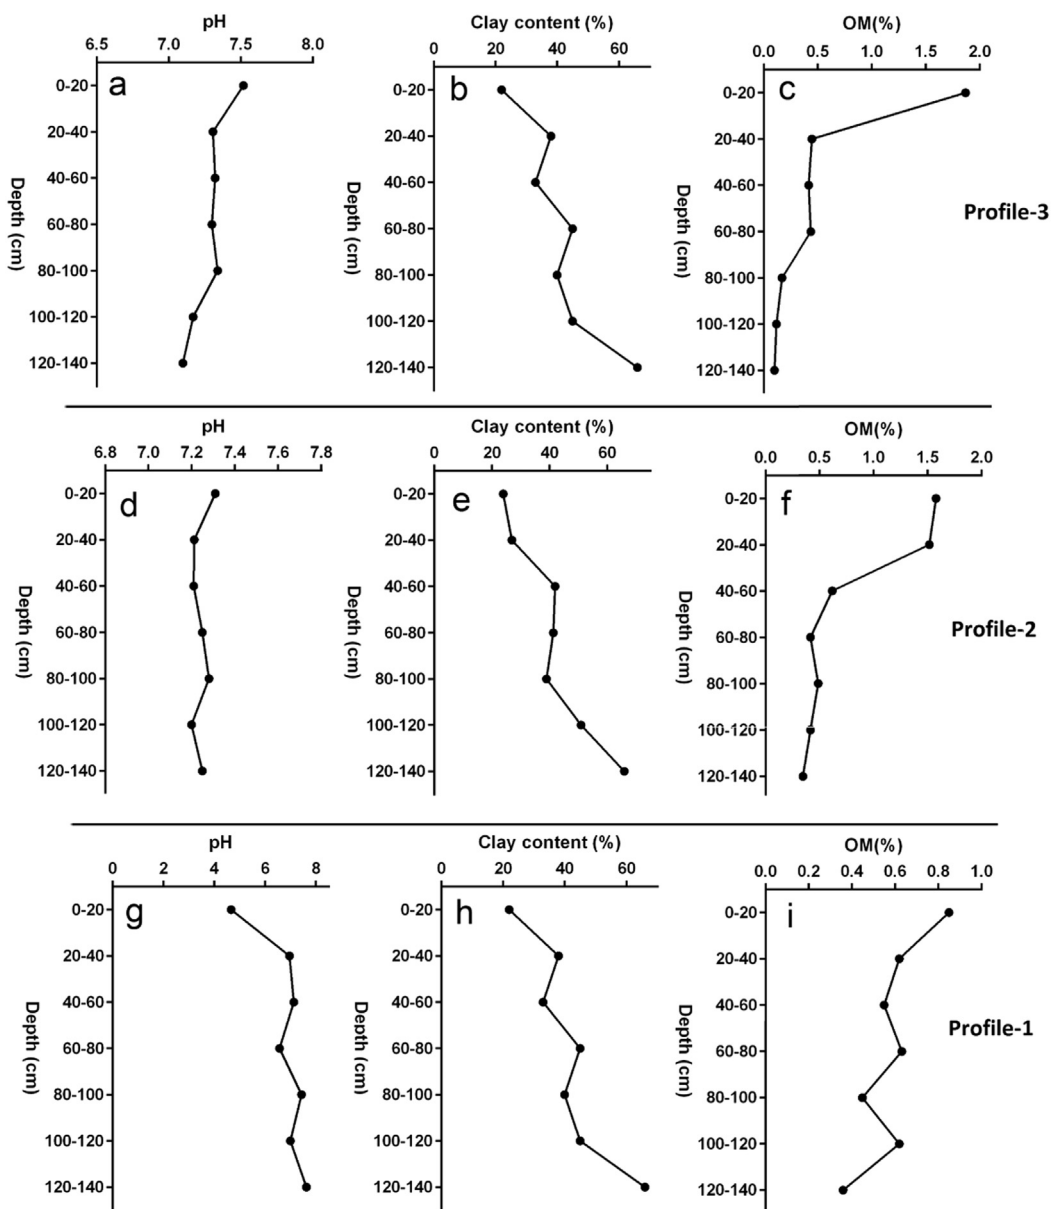 pH
6.5 7.0 7.5 8.0
a
Depth (cm)
0-20
20-40
40-60
60-80
80-100
100-120
120-140
Clay content (%)
0 20 40 60
b
Depth (cm)
0-20
20-40
40-60
60-80
80-100
100-120
120-140
OM(%)
0.0 0.5 1.0 1.5 2.0
c
Depth (cm)
0-20
20-40
40-60
60-80
80-100
100-120
120-140
Profile-3
pH
6.8 7.0 7.2 7.4 7.6 7.8
d
Depth (cm)
0-20
20-40
40-60
60-80
80-100
100-120
120-140
Clay content (%)
0 20 40 60
e
Depth (cm)
0-20
20-40
40-60
60-80
80-100
100-120
120-140
OM(%)
0.0 0.5 1.0 1.5 2.0
f
Depth (cm)
0-20
20-40
40-60
60-80
80-100
100-120
120-140
Profile-2
pH
0 2 4 6 8
g
Depth (cm)
0-20
20-40
40-60
60-80
80-100
100-120
120-140
Clay content (%)
0 20 40 60
h
Depth (cm)
0-20
20-40
40-60
60-80
80-100
100-120
120-140
OM(%)
0.0 0.2 0.4 0.6 0.8 1.0
i
Depth (cm)
0-20
20-40
40-60
60-80
80-100
100-120
120-140
Profile-1